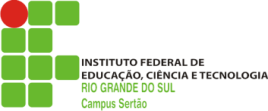 INSTITUTO FEDERAL DE
EDUCAÇÃO, CIÊNCIA E TECNOLOGIA
RIO GRANDE DO SUL
Campus Sertão